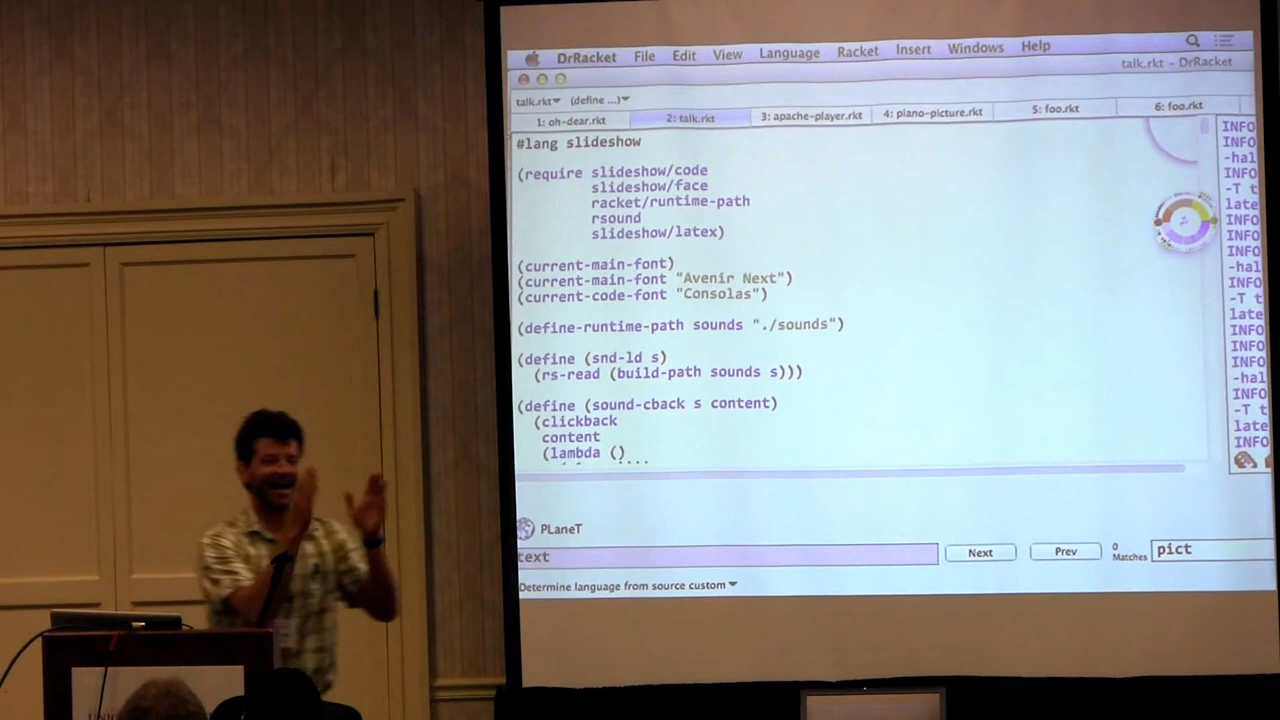 DrRacket File Edit View Language Racket Insert Windows Help
talk.rkt - DrRacket
talk.rkt (define ...)
1: oh-dear.rkt 2: talk.rkt 3: apache-player.rkt 4: piano-picture.rkt 5: foo.rkt 6: foo.rkt
#lang slideshow
(require slideshow/code
slideshow/face
racket/runtime-path
rsound
slideshow/latex)
(current-main-font)
(current-main-font "Avenir Next")
(current-code-font "Consolas")
(define-runtime-path sounds "./sounds")
(define (snd-ld s)
(rs-read (build-path sounds s)))
(define (sound-cback s content)
(clickback
content
(lambda ()
INFO
INFO
-hal
INFO
-T t
late
INFO
INFO
INFO
-hal
INFO
-T t
late
INFO
INFO
INFO
-hal
INFO
-T t
late
INFO
PLaneT
text Next Prev 0 Matches pict
Determine language from source custom